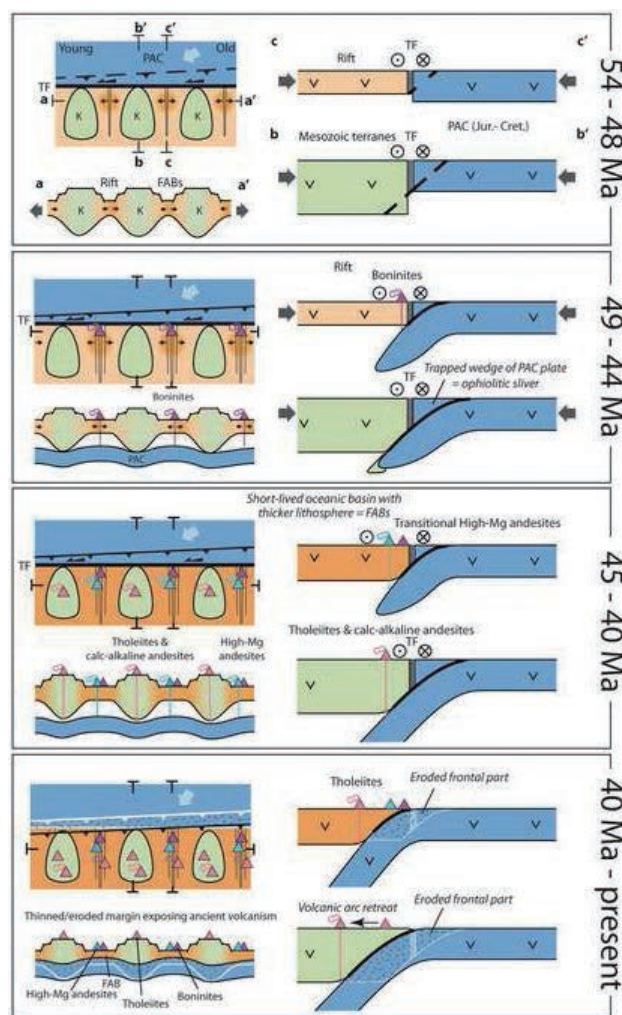 b' c'
Young PAC Old
TF
a a'
K K K
b c
a Rift FABs a'
K K K
c TF c'
Rift
b Mesozoic terranes TF PAC (Jur.- Cret.) b'
54 - 48 Ma
TF
Boninites
PAC
Rift
Boninites
TF
Trapped wedge of PAC plate
= ophiolitic sliver
49 - 44 Ma
Short-lived oceanic basin with
thicker lithosphere = FABs
TF
Transitional High-Mg andesites
Tholeiites &
calc-alkaline andesites
High-Mg
andesites
Tholeiites & calc-alkaline andesites
TF
45 - 40 Ma
Tholeiites
Eroded frontal part
Thinned/eroded margin exposing ancient volcanism
FAB
High-Mg andesites
Tholeiites
Boninites
Volcanic arc retreat
Eroded frontal part
40 Ma - present